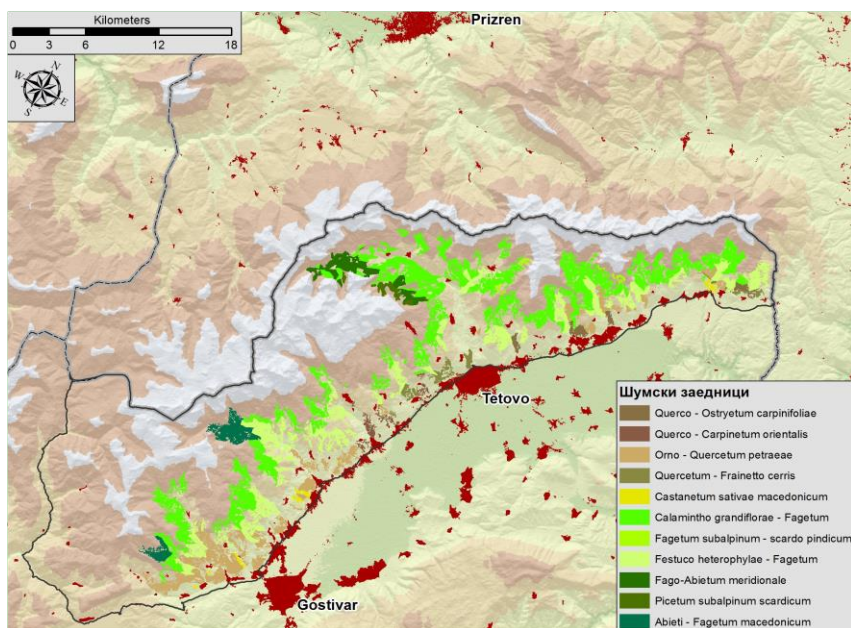 Kilometers
0 3 6 12 18
Prizren
N
W
E
S
Tetovo
Gostivar
Шумски заедници
Querco - Ostryetum carpinifoliae
Querco - Carpinetum orientalis
Orno - Quercetum petraeae
Quercetum - Frainetto cerris
Castanetum sativae macedonicum
Calamintho grandiflorae - Fagetum
Fagetum subalpinum - scardo pindicum
Festuco heterophylae - Fagetum
Fago-Abietum meridionale
Picetum subalpinum scardicum
Abieti - Fagetum macedonicum